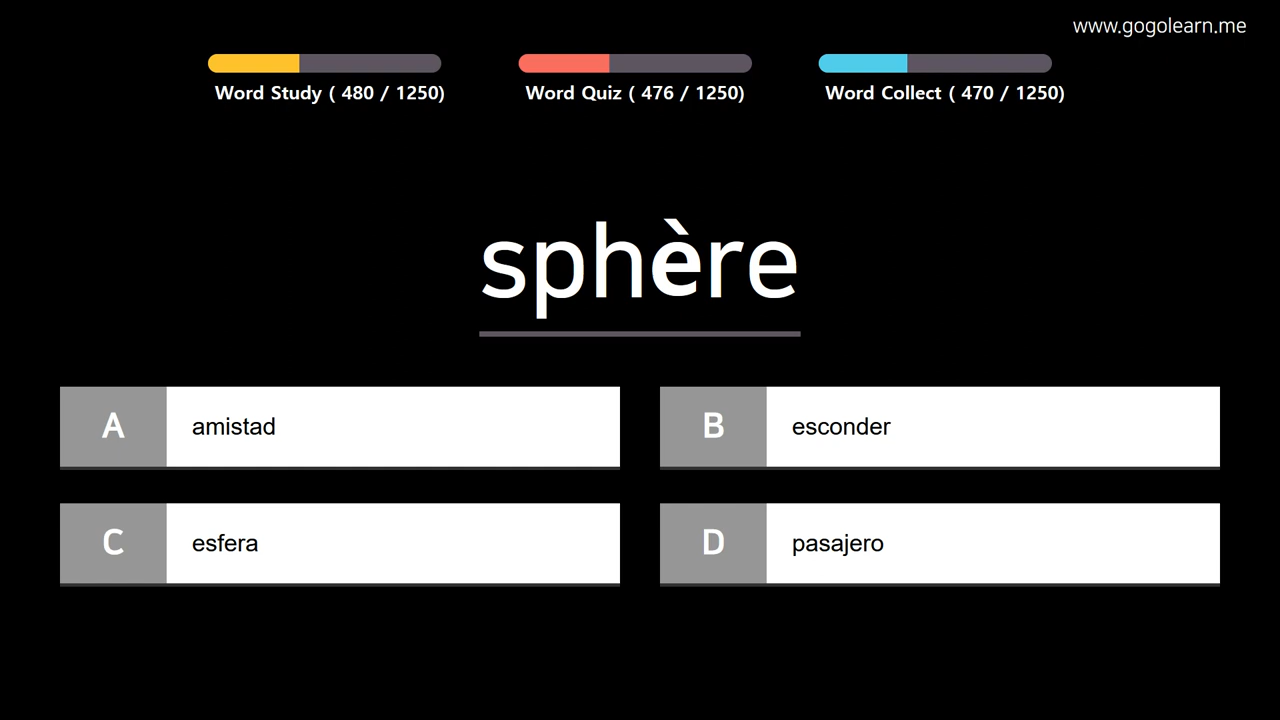 www.gogolearn.me
Word Study ( 480 / 1250)
Word Quiz ( 476 / 1250)
Word Collect ( 470 / 1250)
sphère
A amistad
B esconder
C esfera
D pasajero